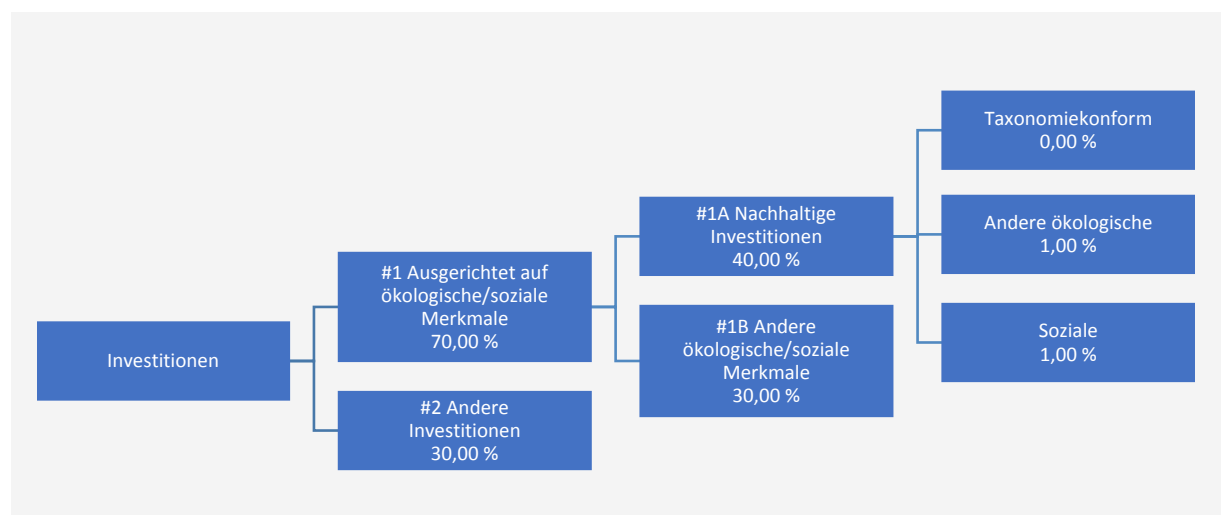 Investitionen
#1 Ausgerichtet auf
ökologische/soziale
Merkmale
70,00 %
#2 Andere
Investitionen
30,00 %
#1A Nachhaltige
Investitionen
40,00 %
#1B Andere
ökologische/soziale
Merkmale
30,00 %
Taxonomiekonform
0,00 %
Andere ökologische
1,00 %
Soziale
1,00 %